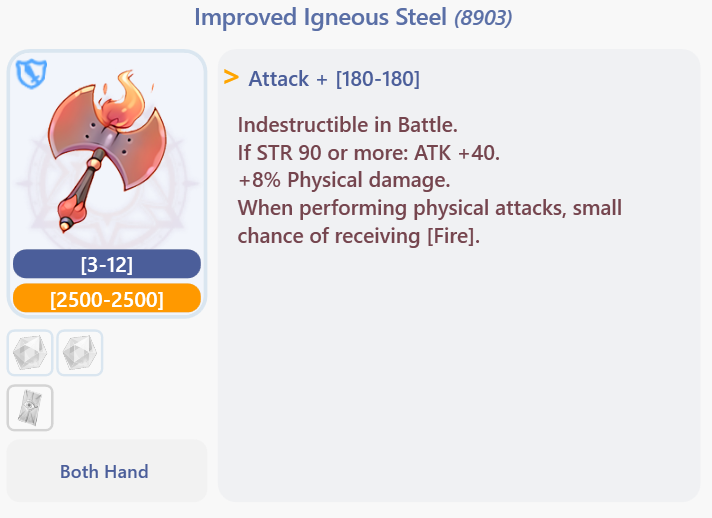 Improved Igneous Steel (8903)
> Attack + [180-180]
Indestructible in Battle.
If STR 90 or more: ATK +40.
+8% Physical damage.
When performing physical attacks, small
chance of receiving [Fire].
[3-12]
[2500-2500]
Both Hand